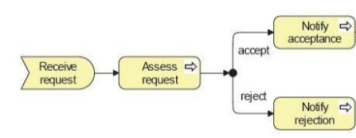 Receive
request
Assess
request
accept
reject
Notify
acceptance
Notify
rejection